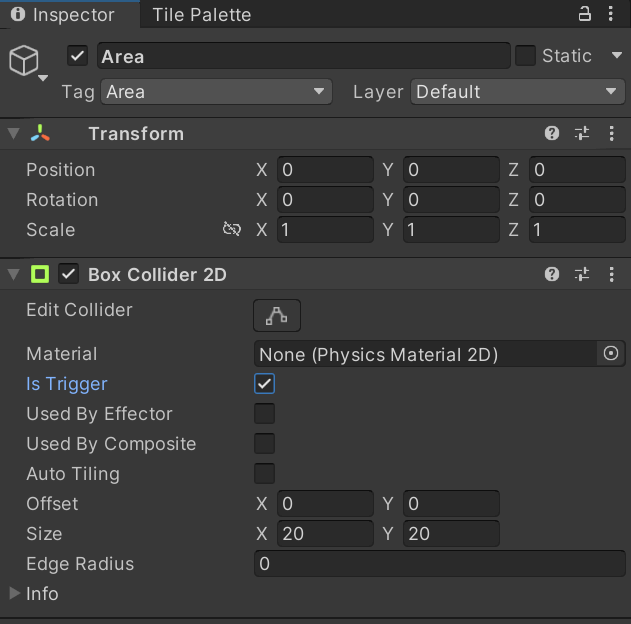 Inspector Tile Palette
Area Static
Tag Area Layer Default
Transform
Position X 0 Y 0 Z 0
Rotation X 0 Y 0 Z 0
Scale X 1 Y 1 Z 1
Box Collider 2D
Edit Collider
Material None (Physics Material 2D)
Is Trigger
Used By Effector
Used By Composite
Auto Tiling
Offset X 0 Y 0
Size X 20 Y 20
Edge Radius 0
Info